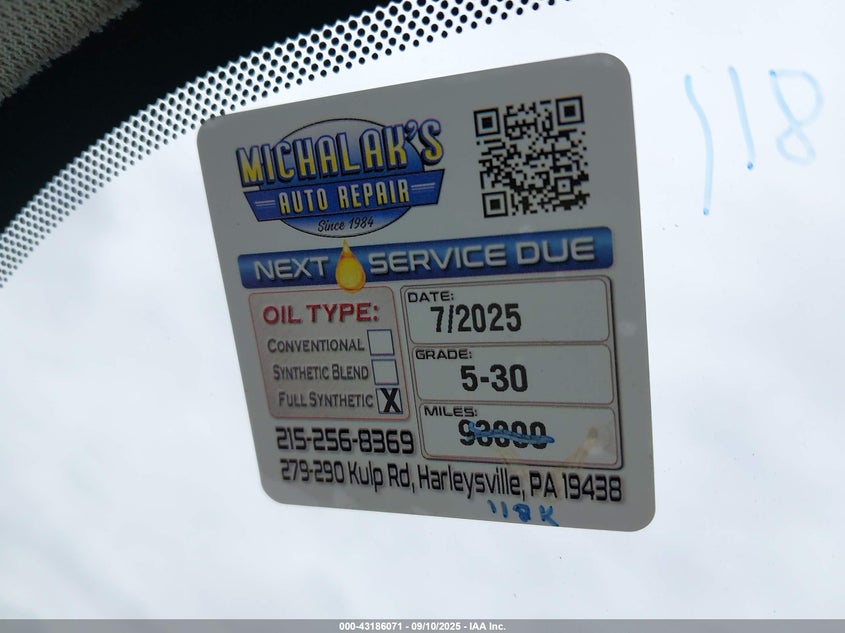 118
MICHALAK'S
AUTO REPAIR
Since 1984
NEXT SERVICE DUE
OIL TYPE:
CONVENTIONAL
SYNTHETIC BLEND
FULL SYNTHETIC X
DATE:
7/2025
GRADE:
5-30
MILES:
215-256-8369
279-290 Kulp Rd, Harleysville, PA 19438
118K
000-43186071 - 09/10/2025 - IAA Inc.